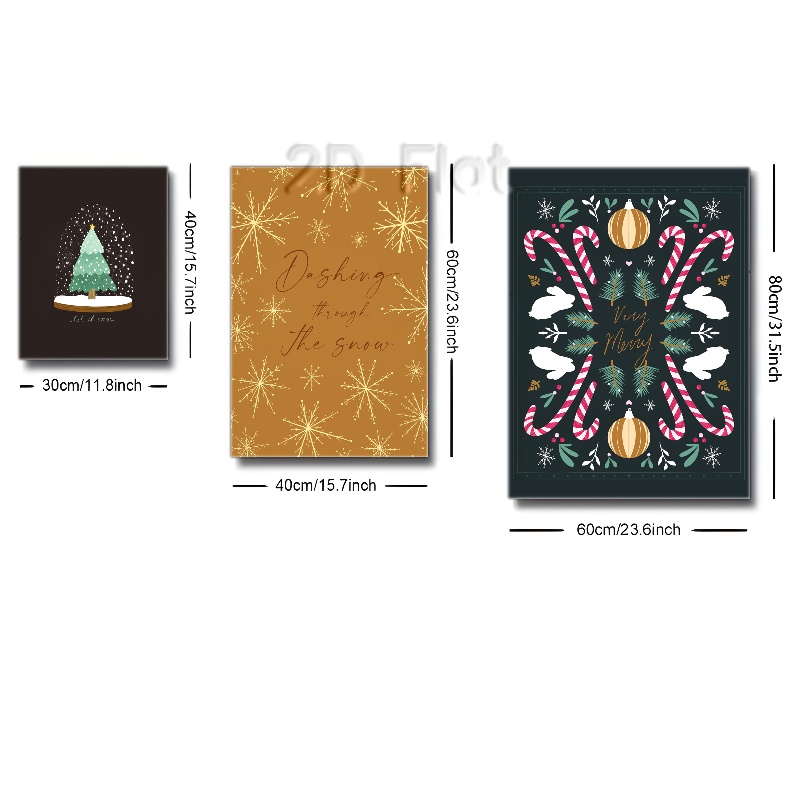 2D Flat
let it snow
40cm/15.7inch
30cm/11.8inch
Dashing
through
the snow
60cm/23.6inch
40cm/15.7inch
Very
Merry
80cm/31.5inch
60cm/23.6inch